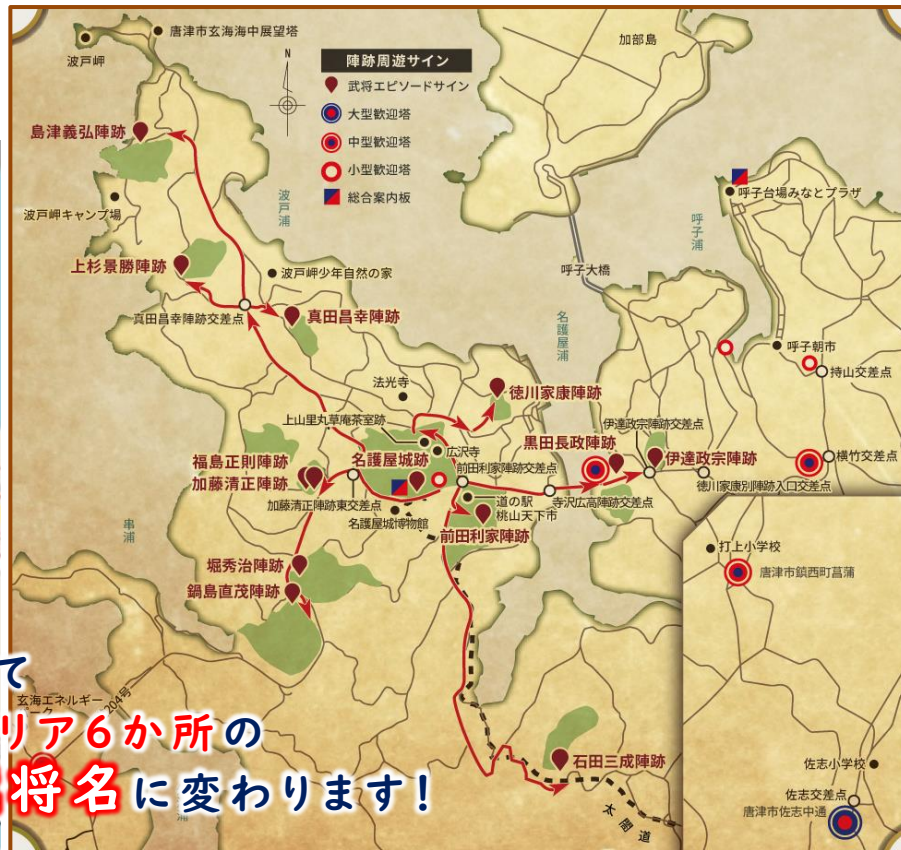 唐津市玄海海中展望塔
波戸岬
N
陣跡周遊サイン
武将エピソードサイン
大型歓迎塔
中型歓迎塔
小型歓迎塔
総合案内板
加部島
島津義弘陣跡
波戸岬キャンプ場
波戸浦
呼子台場みなとプラザ
呼子浦
上杉景勝陣跡
波戸岬少年自然の家
呼子大橋
真田昌幸陣跡交差点
真田昌幸陣跡
名護屋浦
呼子朝市
持山交差点
法光寺
徳川家康陣跡
上山里丸草庵茶室跡
広沢寺
伊達政宗陣跡交差点
黒田長政陣跡
伊達政宗陣跡
横竹交差点
福島正則陣跡
名護屋城跡
前田利家陣跡交差点
加藤清正陣跡
徳川家康別陣跡入口交差点
加藤清正陣跡東交差点
道の駅
桃山天下市
寺沢広高陣跡交差点
名護屋城博物館
前田利家陣跡
串浦
打上小学校
堀秀治陣跡
唐津市鎮西町菖蒲
鍋島直茂陣跡
て
玄海エネルギー
パーク
204号
リア6か所の
将名に変わります!
石田三成陣跡
太閤道
佐志小学校
佐志交差点
唐津市佐志中通